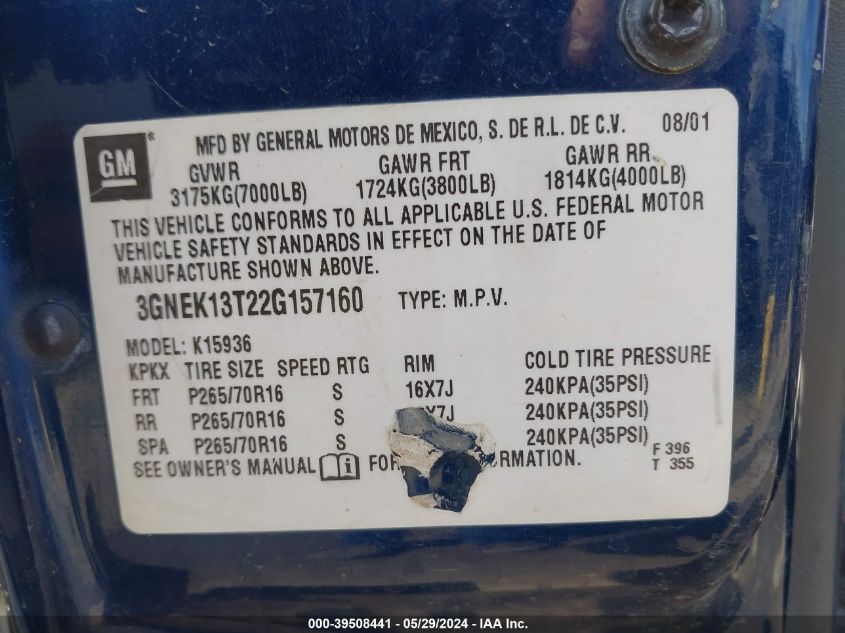 GM ® MFD BY GENERAL MOTORS DE MEXICO, S. DE R.L. DE C.V. 08/01
GVWR GAWR FRT GAWR RR
3175KG(7000LB) 1724KG(3800LB) 1814KG(4000LB)
THIS VEHICLE CONFORMS TO ALL APPLICABLE U.S. FEDERAL MOTOR
VEHICLE SAFETY STANDARDS IN EFFECT ON THE DATE OF
MANUFACTURE SHOWN ABOVE.
3GNEK13T22G157160 TYPE: M.P.V.
MODEL: K15936
KPKX TIRE SIZE SPEED RTG RIM COLD TIRE PRESSURE
FRT P265/70R16 S 16X7J 240KPA(35PSI)
RR P265/70R16 S X7J 240KPA(35PSI)
SPA P265/70R16 S 240KPA(35PSI)
SEE OWNER'S MANUAL i FOR RMATION. F 396
T 355
000-39508441 - 05/29/2024 - IAA Inc.